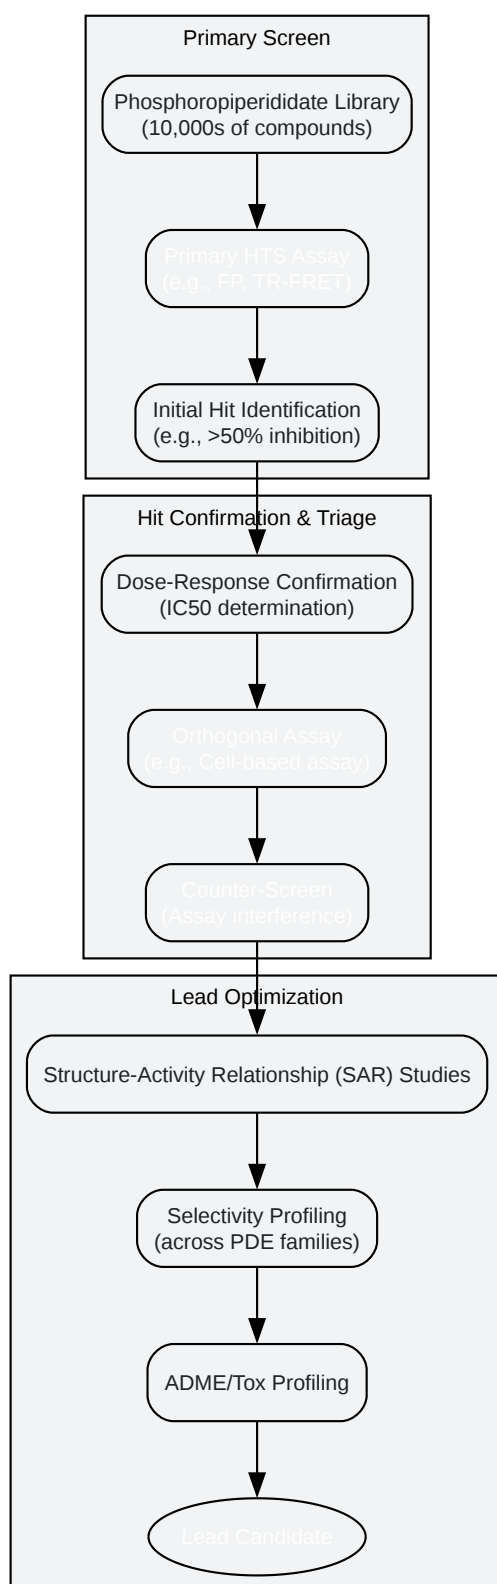 Primary Screen
Phosphoropiperididate Library
(10,000s of compounds)
Primary HTS Assay
(e.g., FP, TR-FRET)
Initial Hit Identification
(e.g., >50% inhibition)
Hit Confirmation & Triage
Dose-Response Confirmation
(IC50 determination)
Orthogonal Assay
(e.g., Cell-based assay)
Counter-Screen
(Assay interference)
Lead Optimization
Structure-Activity Relationship (SAR) Studies
Selectivity Profiling
(across PDE families)
ADME/Tox Profiling
Lead Candidate